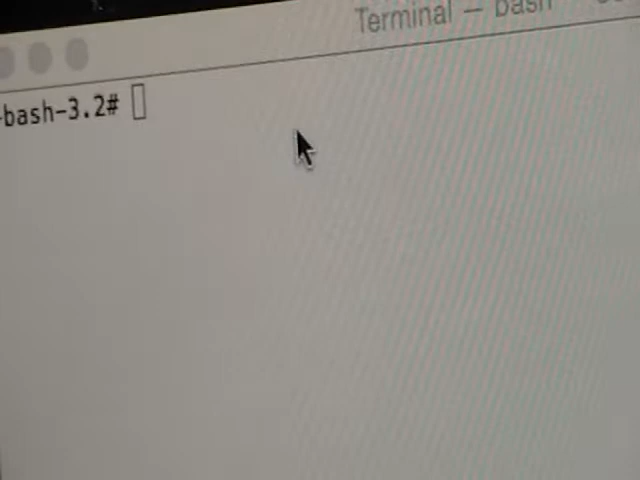 Terminal — bash —
-bash-3.2#